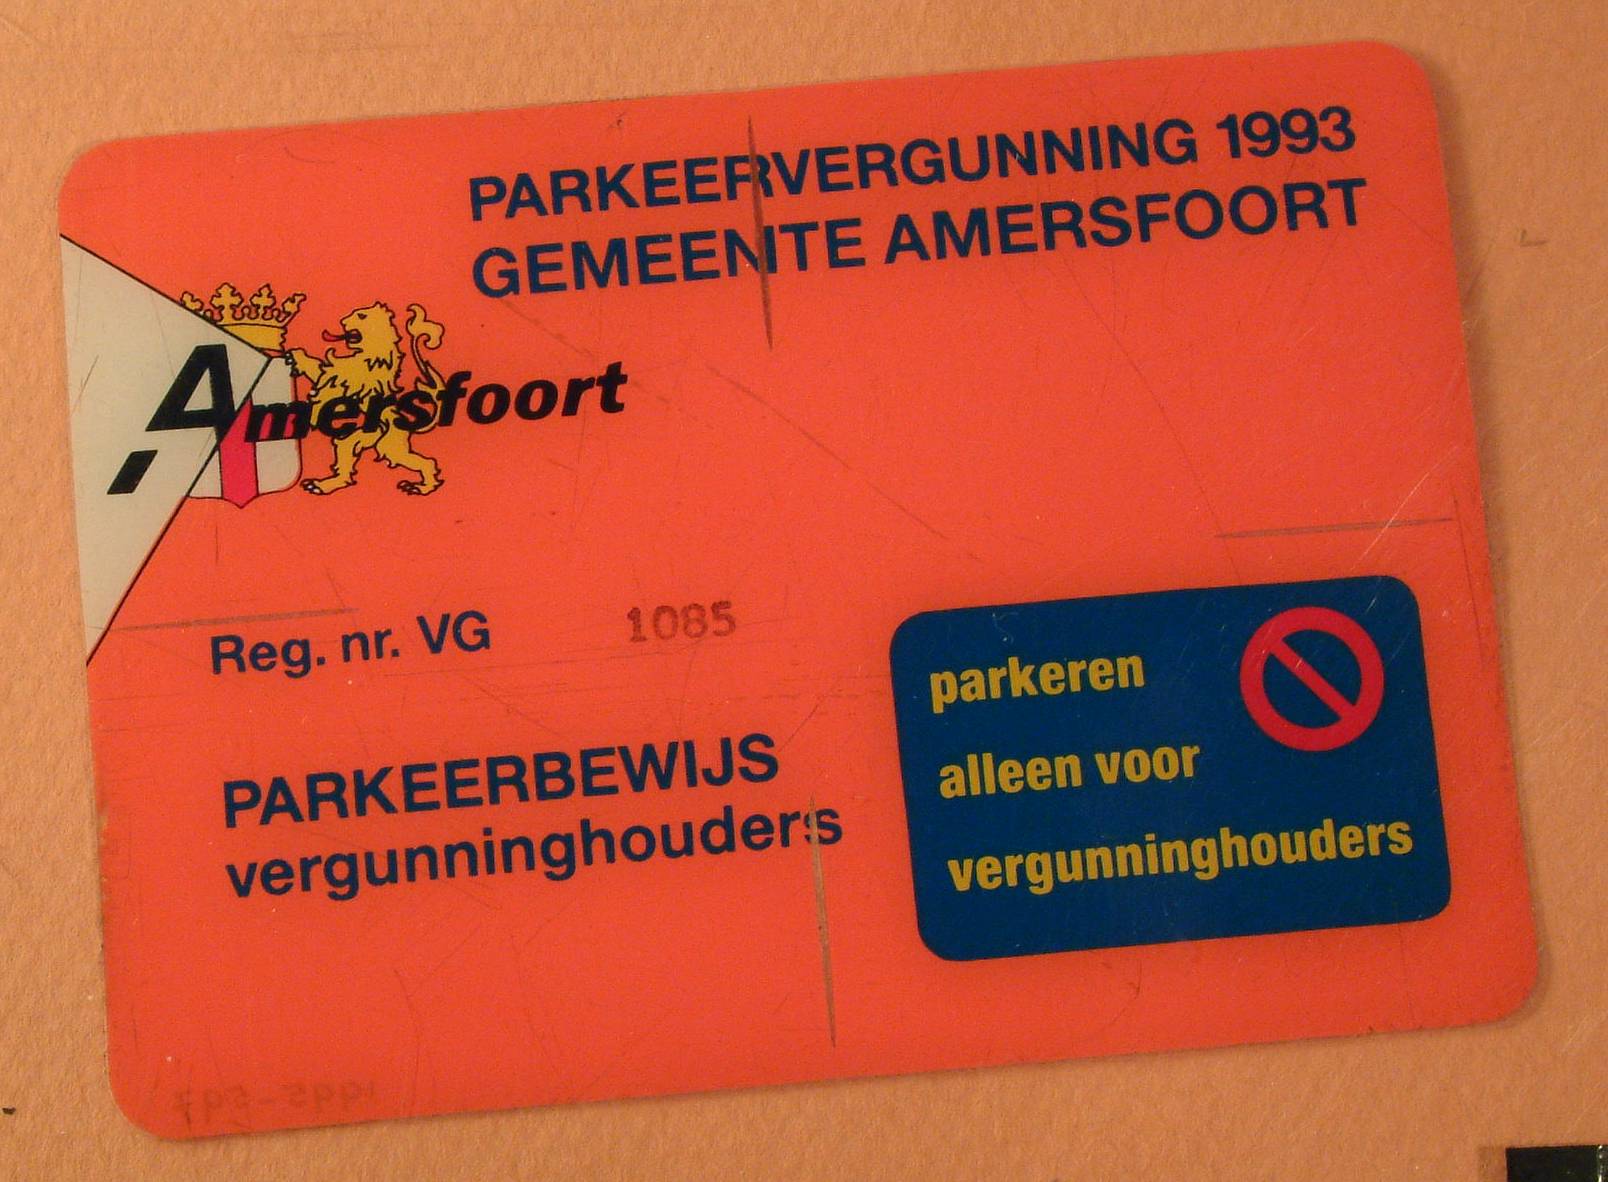 PARKEERVERGUNNING 1993
GEMEENTE AMERSFOORT
Amersfoort
Reg. nr. VG 1085
PARKEERBEWIJS
vergunninghouders
parkeren
alleen voor
vergunninghouders